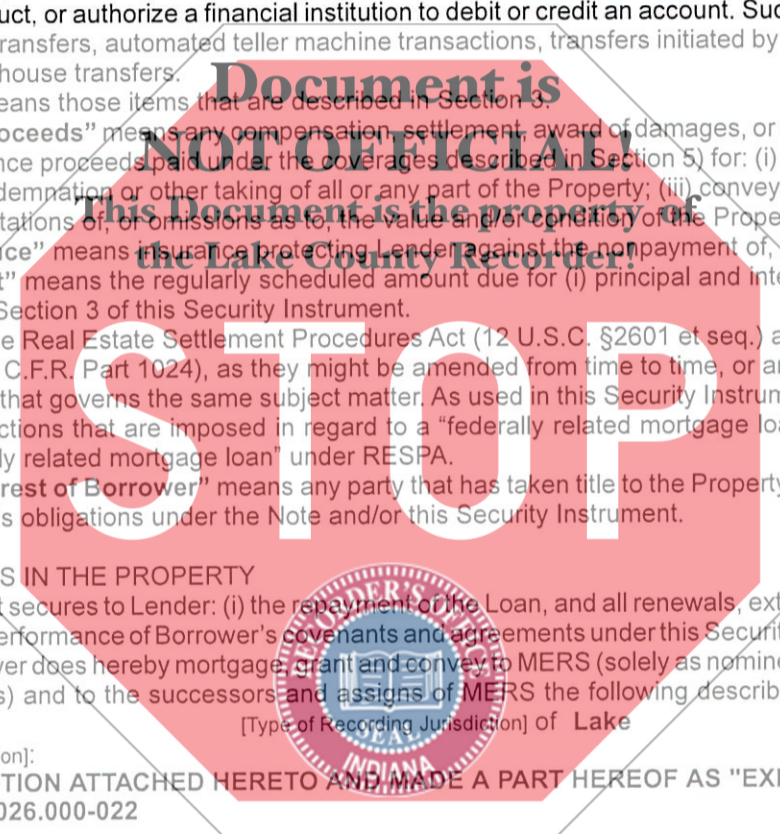 uct, or authorize a financial institution to debit or credit an account. Suc
ransfers, automated teller machine transactions, transfers initiated by
house transfers.
Document is
eans those items that are described in Section 3.
oceeds” means any compensation, settlement, award of damages, or
NOT OFFICIAL!
nce proceeds paid under the coverages described in Section 5) for: (i)
demnation or other taking of all or any part of the Property; (iii) convey
This Document is the property of
tations of, or omissions as to, the value and/or condition of the Prope
ce” means insurance protecting Lender against the nonpayment of,
the Lake County Recorder!
t” means the regularly scheduled amount due for (i) principal and inte
Section 3 of this Security Instrument.
e Real Estate Settlement Procedures Act (12 U.S.C. §2601 et seq.) a
C.F.R. Part 1024), as they might be amended from time to time, or a
that governs the same subject matter. As used in this Security Instrum
STOP
ctions that are imposed in regard to a “federally related mortgage loa
ly related mortgage loan” under RESPA.
rest of Borrower” means any party that has taken title to the Property
s obligations under the Note and/or this Security Instrument.
S IN THE PROPERTY
t secures to Lender: (i) the repayment of the Loan, and all renewals, ext
erformance of Borrower’s covenants and agreements under this Securit
ver does hereby mortgage, grant and convey to MERS (solely as nomine
s) and to the successors and assigns of MERS the following describ
[Type of Recording Jurisdiction] of Lake
RECORDER'S OFFICE
SEAL
INDIANA
on]:
TION ATTACHED HERETO AND MADE A PART HEREOF AS "EXI
026.000-022